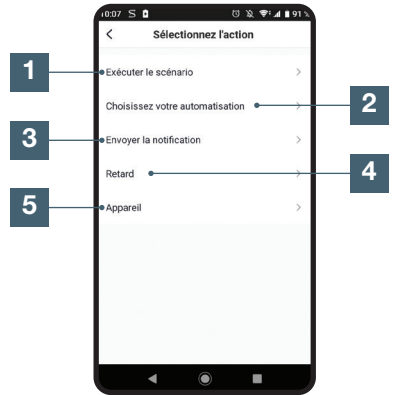 10:07 S 91%
Sélectionnez l'action
1
Exécuter le scénario
Choisissez votre automatisation
2
3
Envoyer la notification
Retard
4
5
Appareil